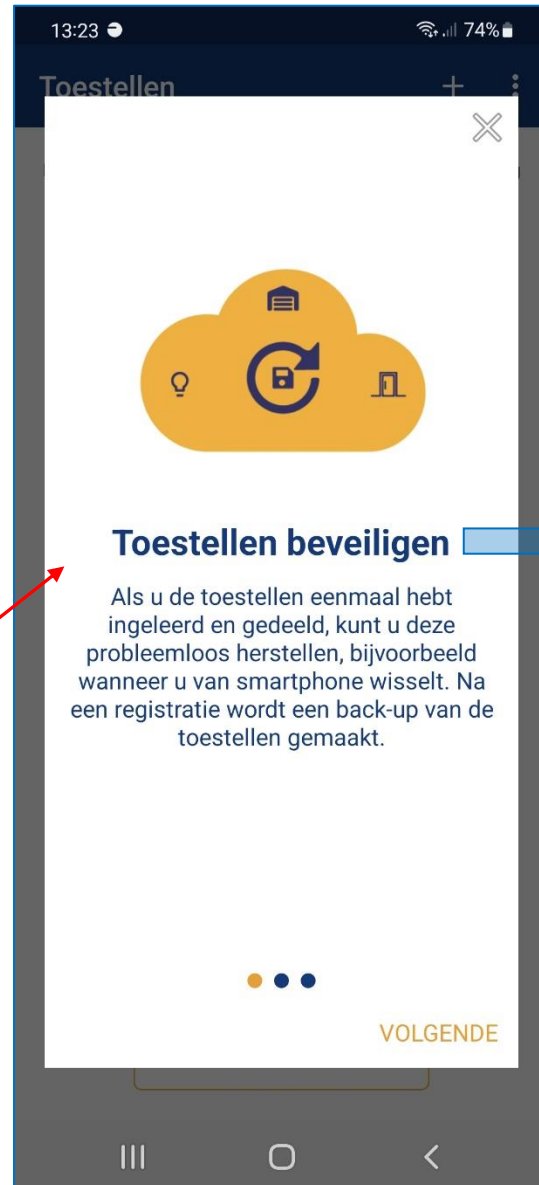 13:23 74%
Toestellen
Toestellen beveiligen
Als u de toestellen eenmaal hebt
ingeleerd en gedeeld, kunt u deze
probleemloos herstellen, bijvoorbeeld
wanneer u van smartphone wisselt. Na
een registratie wordt een back-up van de
toestellen gemaakt.
VOLGENDE